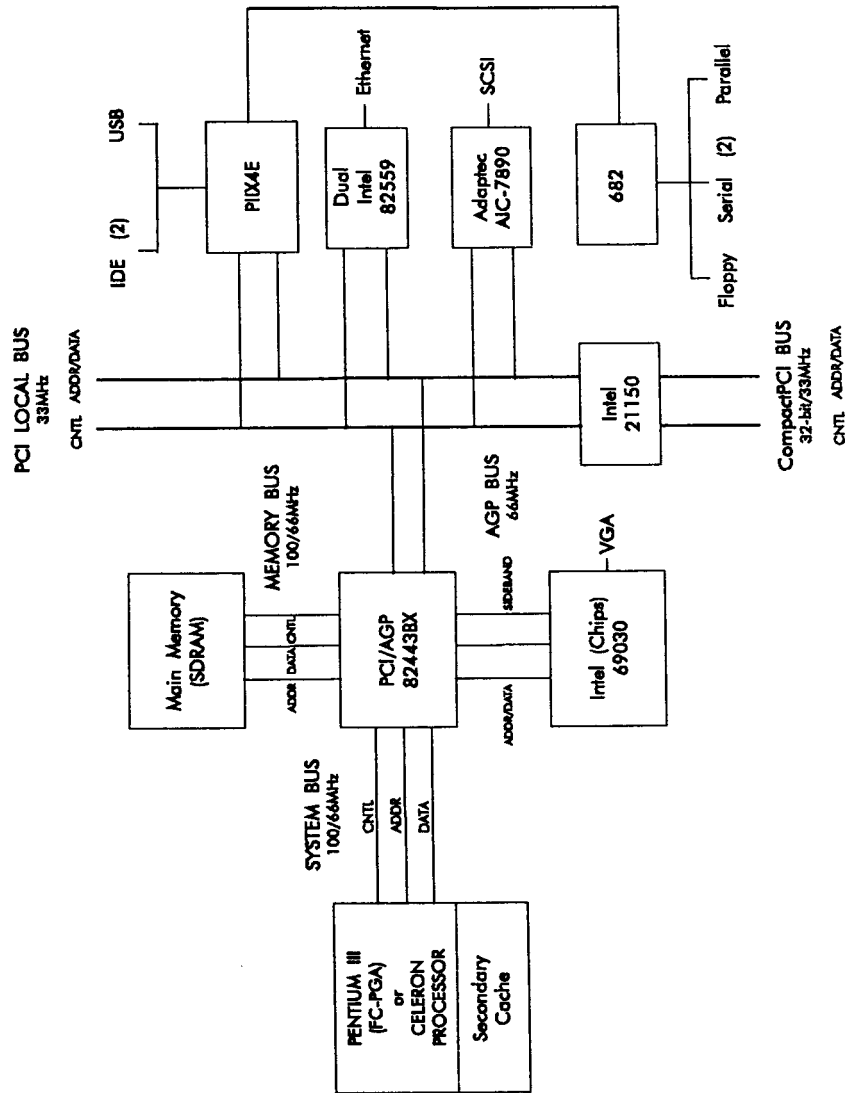 PENTIUM III
(FC-PGA)
or
CELERON
PROCESSOR
Secondary
Cache
SYSTEM BUS
100/66MHz
CNTL
ADDR
DATA
Main Memory
(SDRAM)
ADDR
DATA
CNTL
MEMORY BUS
100/66MHz
PCI/AGP
82443BX
ADDR/DATA
SIDEBAND
AGP BUS
66MHz
Intel (Chips)
69030
VGA
PCI LOCAL BUS
33MHz
CNTL
ADDR/DATA
Intel
21150
CompactPCI BUS
32-bit/33MHz
CNTL
ADDR/DATA
IDE (2)
USB
PIIX4E
Dual
Intel
82559
Ethernet
Adaptec
AIC-7890
SCSI
682
Floppy
Serial (2)
Parallel